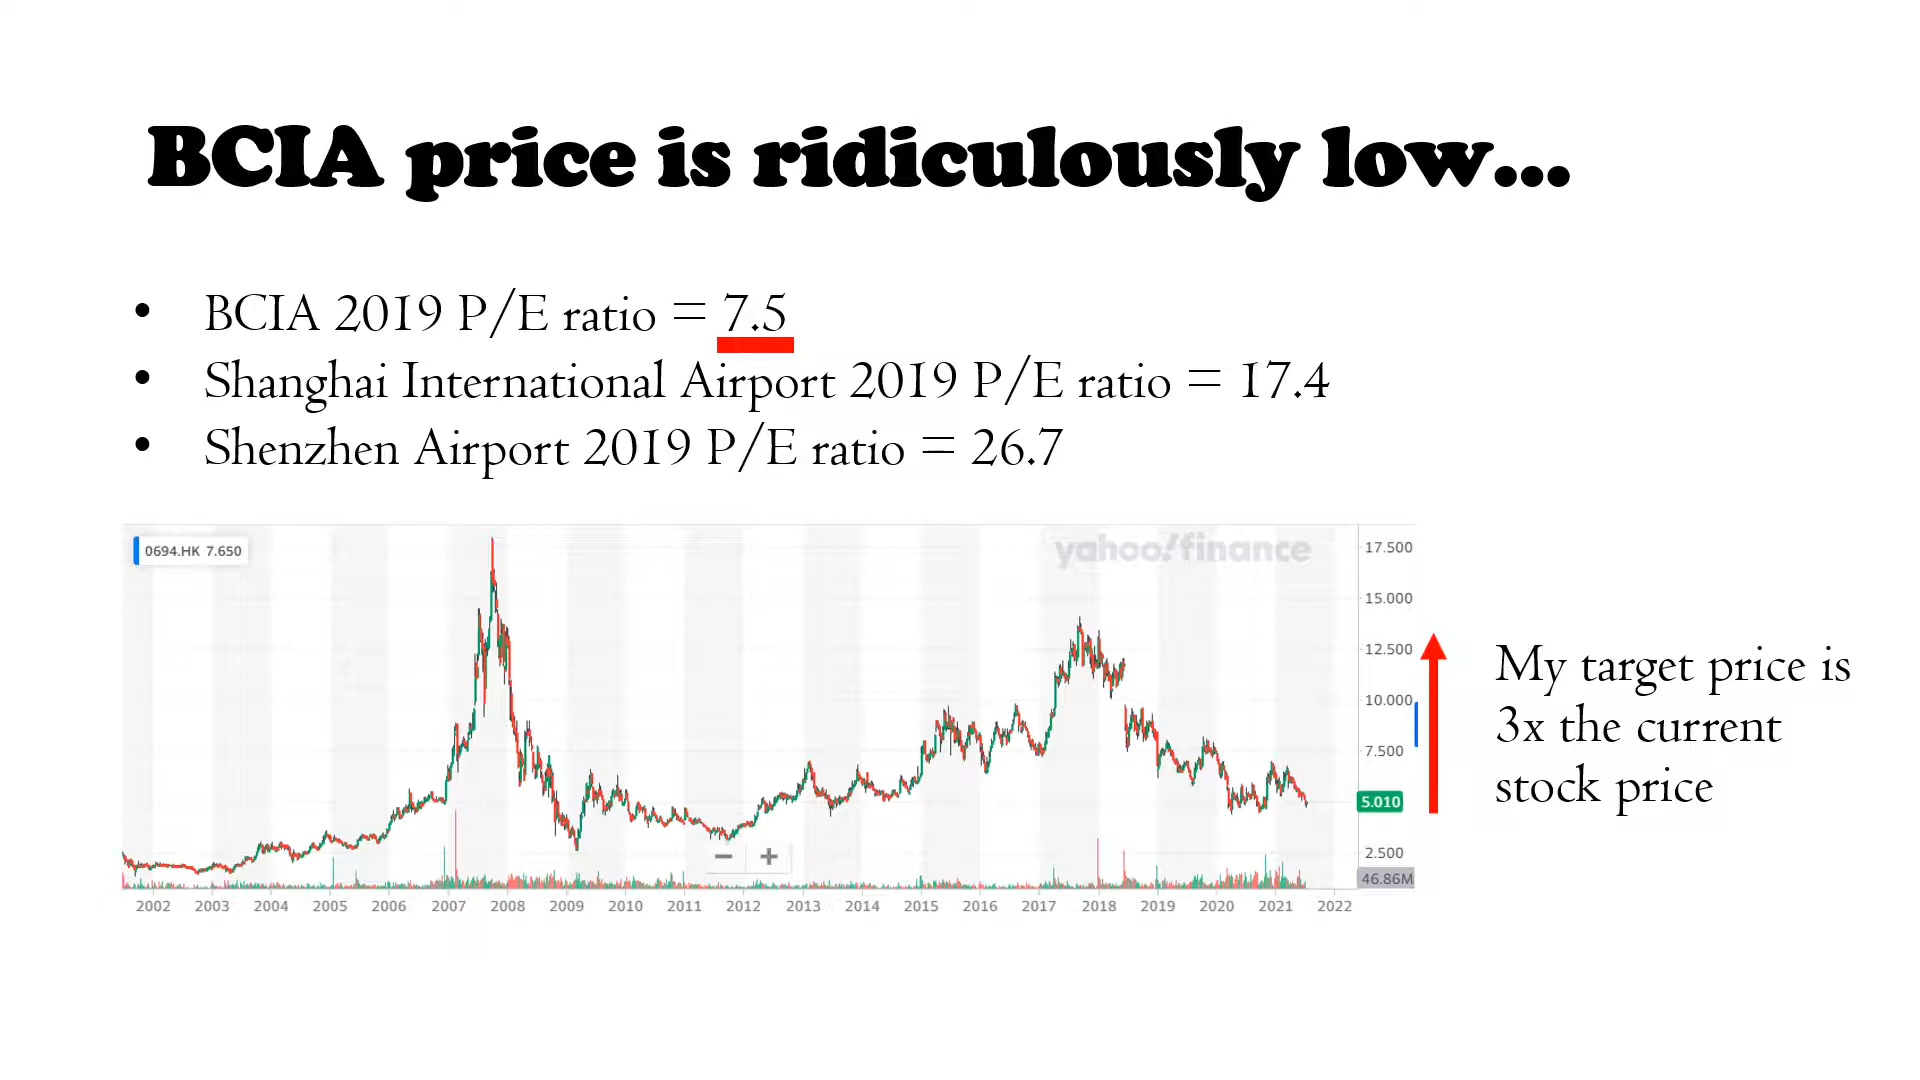 BCIA price is ridiculously low...
• BCIA 2019 P/E ratio = 7.5
• Shanghai International Airport 2019 P/E ratio = 17.4
• Shenzhen Airport 2019 P/E ratio = 26.7
0694.HK 7.650
yahoo!finance
17.500
15.000
12.500
10.000
7.500
5.010
2.500
46.86M
My target price is
3x the current
stock price
− +
2002 2003 2004 2005 2006 2007 2008 2009 2010 2011 2012 2013 2014 2015 2016 2017 2018 2019 2020 2021 2022